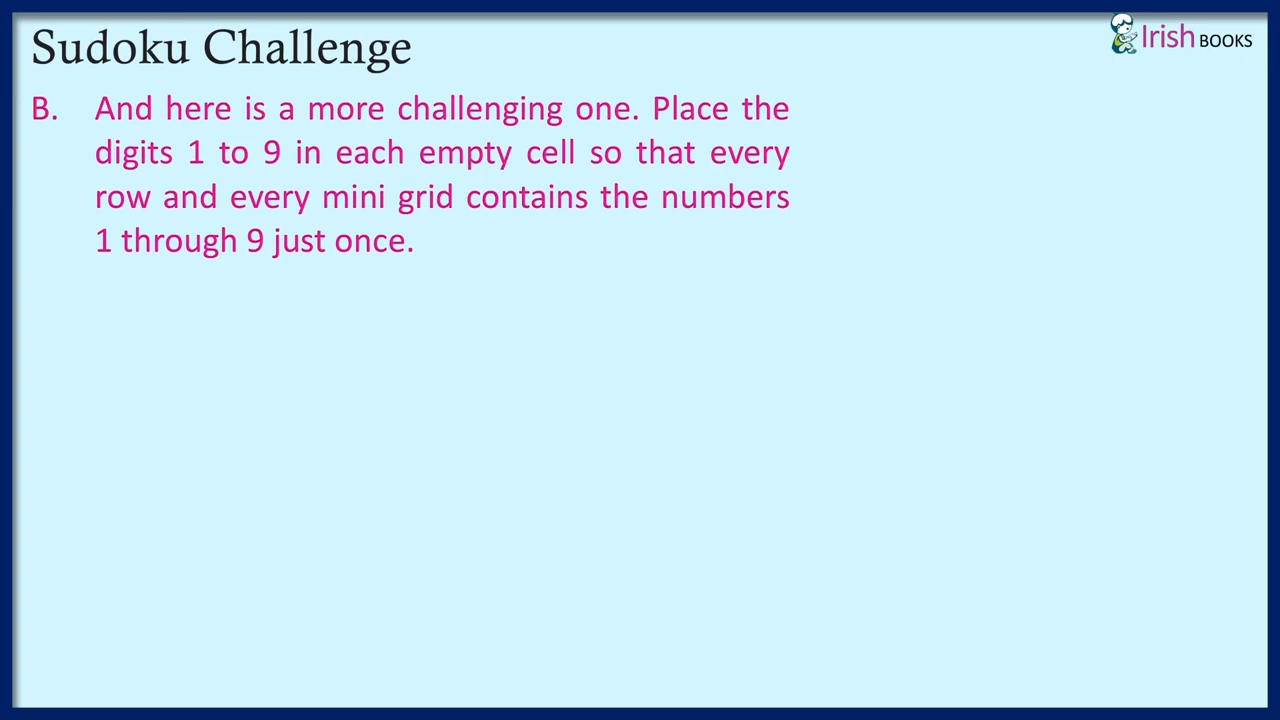 Sudoku Challenge
Irish BOOKS
B. And here is a more challenging one. Place the
digits 1 to 9 in each empty cell so that every
row and every mini grid contains the numbers
1 through 9 just once.